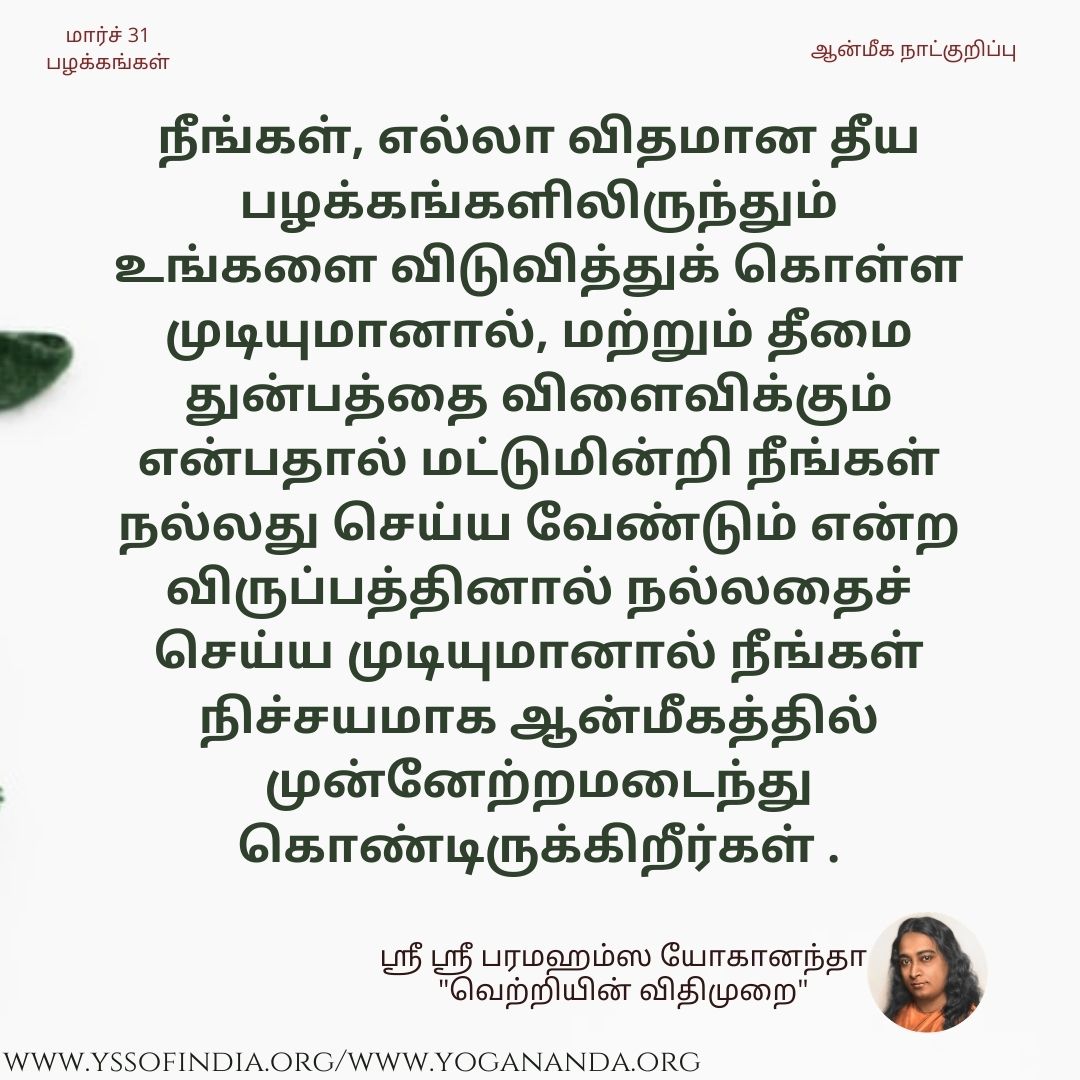 மார்ச் 31
பழக்கங்கள்
ஆன்மீக நாட்குறிப்பு
நீங்கள், எல்லா விதமான தீய
பழக்கங்களிலிருந்தும்
உங்களை விடுவித்துக் கொள்ள
முடியுமானால், மற்றும் தீமை
துன்பத்தை விளைவிக்கும்
என்பதால் மட்டுமின்றி நீங்கள்
நல்லது செய்ய வேண்டும் என்ற
விருப்பத்தினால் நல்லதைச்
செய்ய முடியுமானால் நீங்கள்
நிச்சயமாக ஆன்மீகத்தில்
முன்னேற்றமடைந்து
கொண்டிருக்கிறீர்கள் .
ஸ்ரீ ஸ்ரீ பரமஹம்ஸ யோகானந்தா
"வெற்றியின் விதிமுறை"
WWW.YSSOFINDIA.ORG/WWW.YOGANANDA.ORG